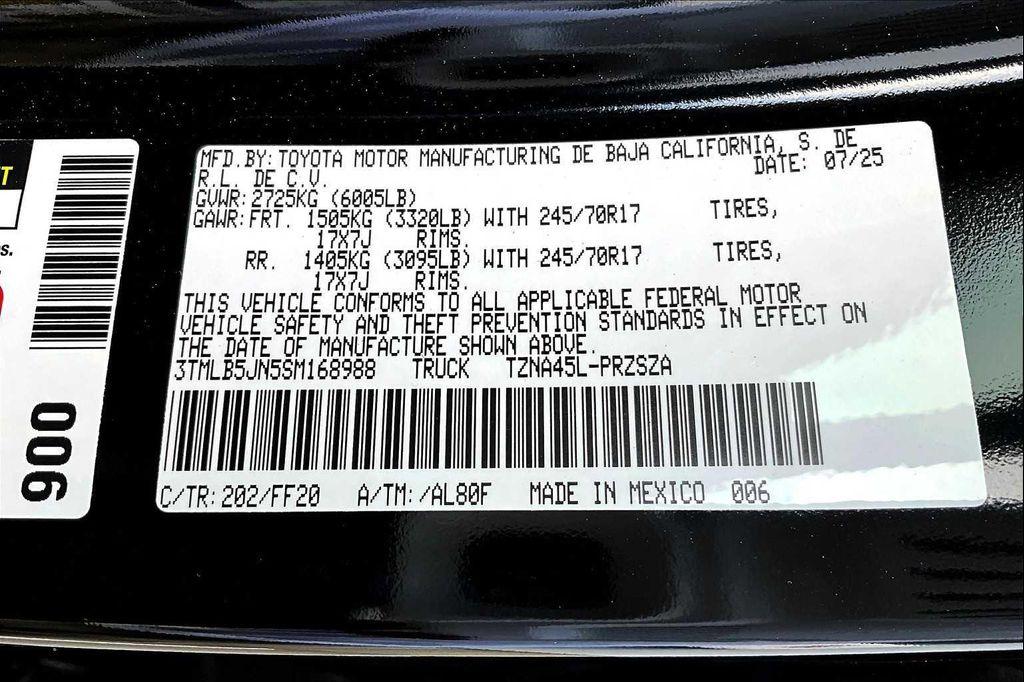 MFD.BY: TOYOTA MOTOR MANUFACTURING DE BAJA CALIFORNIA, S. DE
R.L. DE C.V.
DATE: 07/25
GVWR: 2725KG (6005LB)
GAWR: FRT. 1505KG (3320LB) WITH 245/70R17 TIRES,
17X7J RIMS.
RR. 1405KG (3095LB) WITH 245/70R17 TIRES,
17X7J RIMS.
THIS VEHICLE CONFORMS TO ALL APPLICABLE FEDERAL MOTOR
VEHICLE SAFETY AND THEFT PREVENTION STANDARDS IN EFFECT ON
THE DATE OF MANUFACTURE SHOWN ABOVE.
3TMLB5JN5SM168988 TRUCK TZNA45L-PRZSZA
C/TR: 202/FF20 A/TM: /AL80F MADE IN MEXICO 006
900